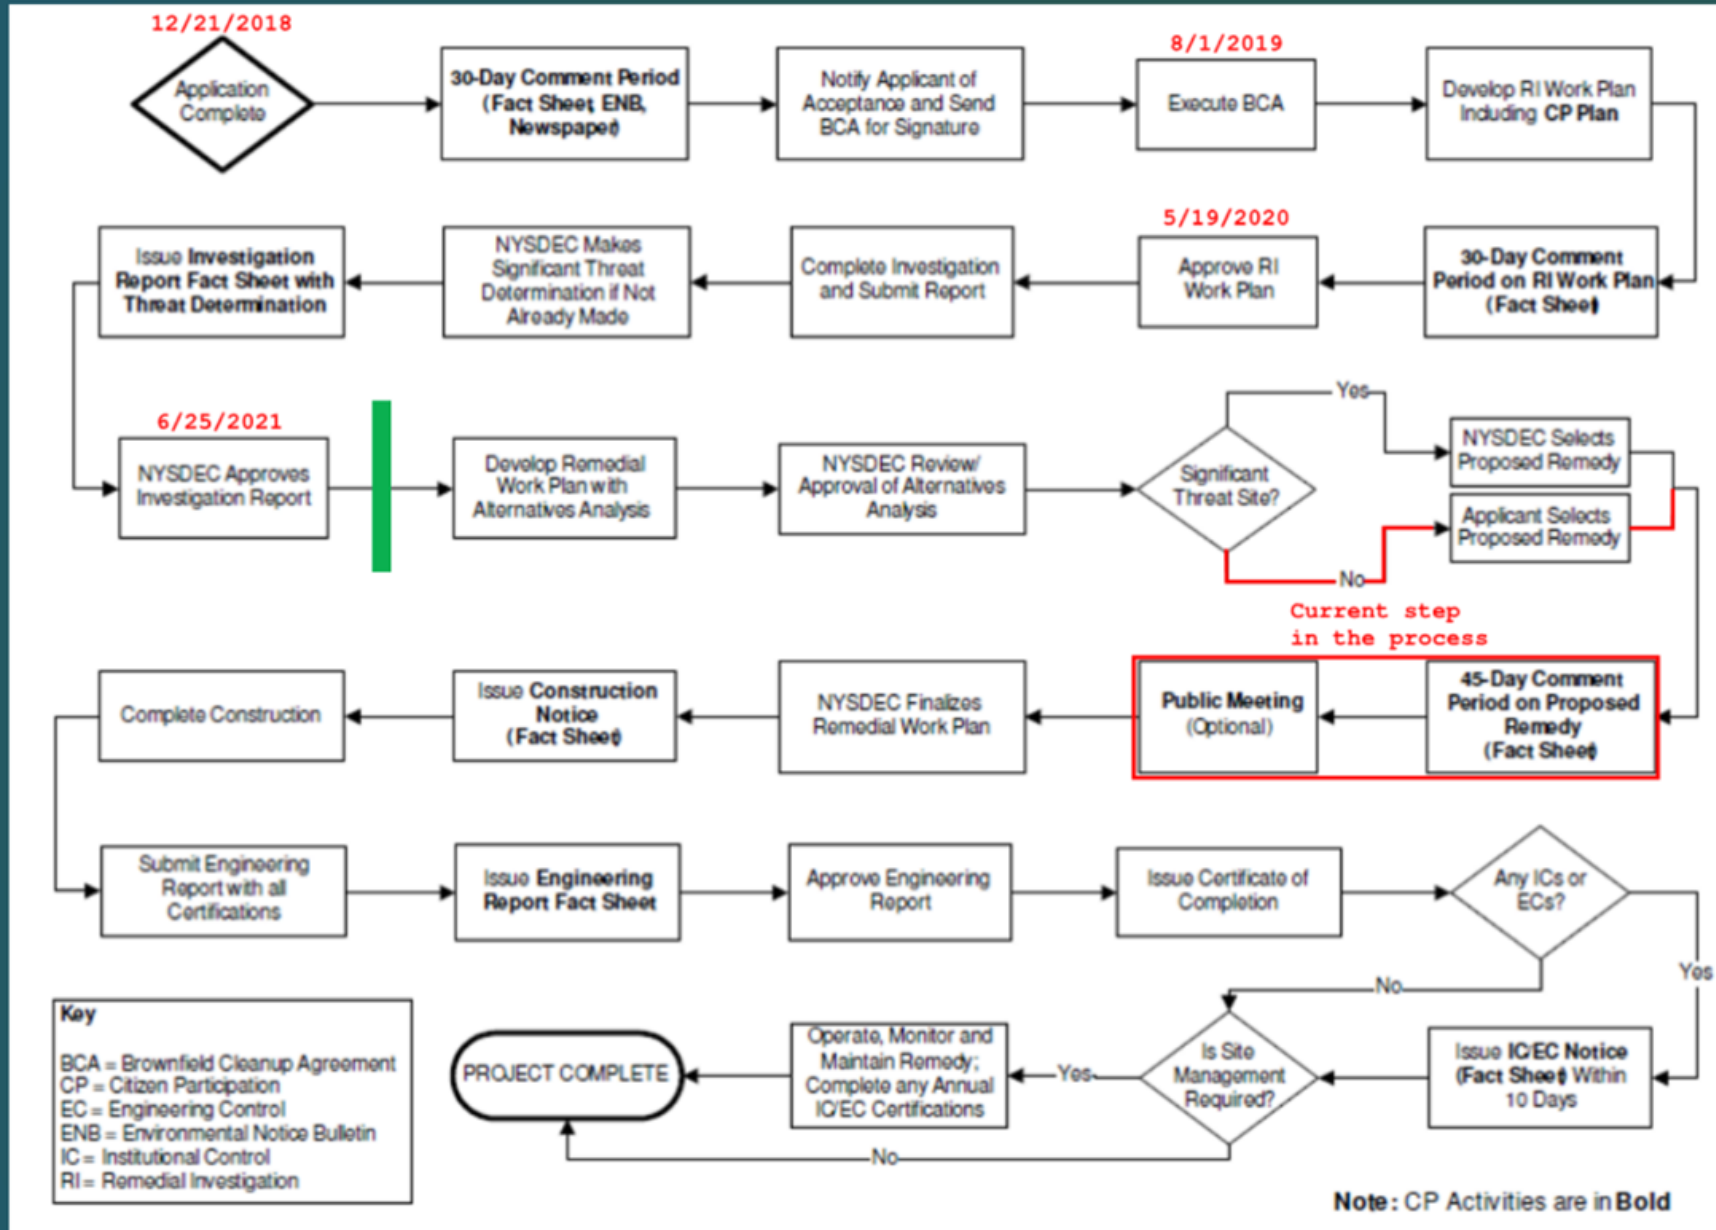 12/21/2018
Application
Complete
30-Day Comment Period
(Fact Sheet, ENB,
Newspaper)
Notify Applicant of
Acceptance and Send
BCA for Signature
8/1/2019
Execute BCA
Develop RI Work Plan
Including CP Plan
Issue Investigation
Report Fact Sheet with
Threat Determination
NYSDEC Makes
Significant Threat
Determination if Not
Already Made
Complete Investigation
and Submit Report
5/19/2020
Approve RI
Work Plan
30-Day Comment
Period on RI Work Plan
(Fact Sheet)
6/25/2021
NYSDEC Approves
Investigation Report
Develop Remedial
Work Plan with
Alternatives Analysis
NYSDEC Review/
Approval of Alternatives
Analysis
Significant
Threat Site?
Yes
No
NYSDEC Selects
Proposed Remedy
Applicant Selects
Proposed Remedy
Current step
in the process
Complete Construction
Issue Construction
Notice
(Fact Sheet)
NYSDEC Finalizes
Remedial Work Plan
Public Meeting
(Optional)
45-Day Comment
Period on Proposed
Remedy
(Fact Sheet)
Submit Engineering
Report with all
Certifications
Issue Engineering
Report Fact Sheet
Approve Engineering
Report
Issue Certificate of
Completion
Any ICs or
ECs?
No
Yes
Key
BCA = Brownfield Cleanup Agreement
CP = Citizen Participation
EC = Engineering Control
ENB = Environmental Notice Bulletin
IC = Institutional Control
RI = Remedial Investigation
PROJECT COMPLETE
Operate, Monitor and
Maintain Remedy;
Complete any Annual
IC/EC Certifications
Yes
Is Site
Management
Required?
Issue IC/EC Notice
(Fact Sheet) Within
10 Days
No
Note: CP Activities are in Bold